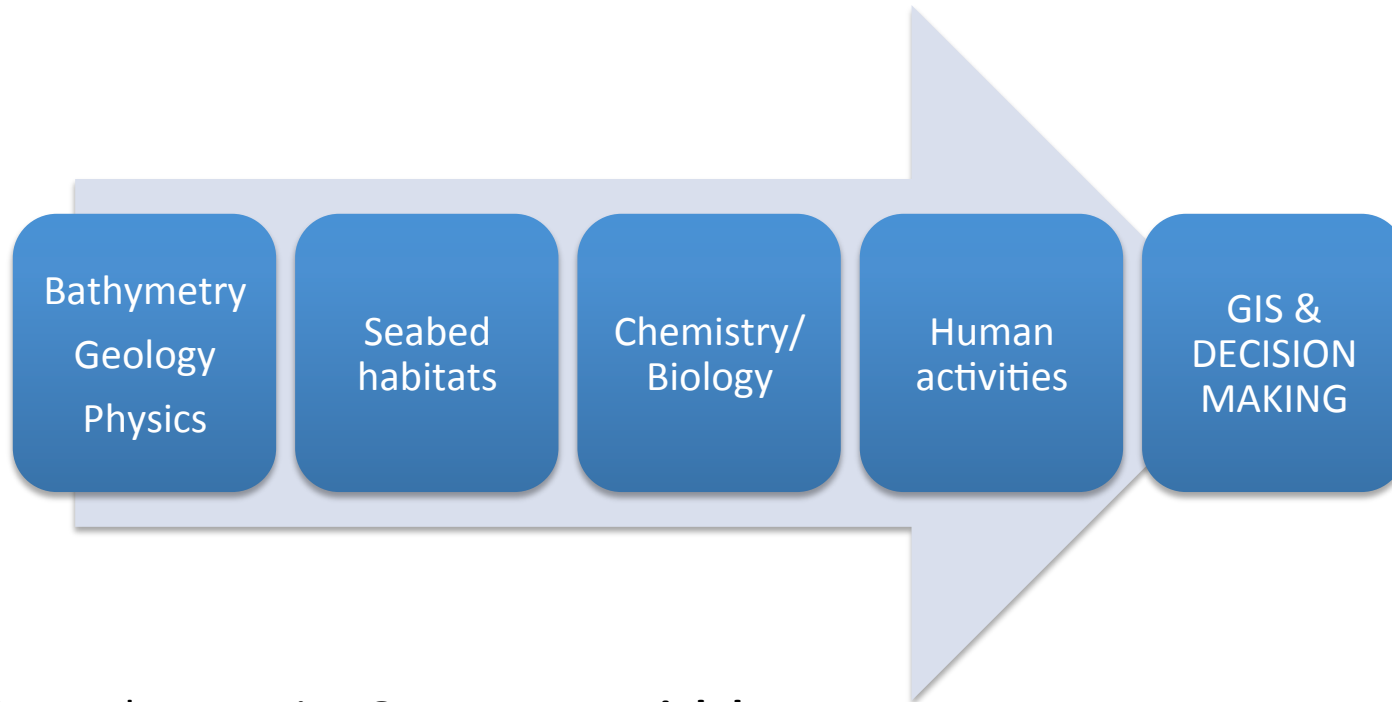 Bathymetry
Geology
Physics
Seabed
habitats
Chemistry/
Biology
Human
activities
GIS &
DECISION
MAKING